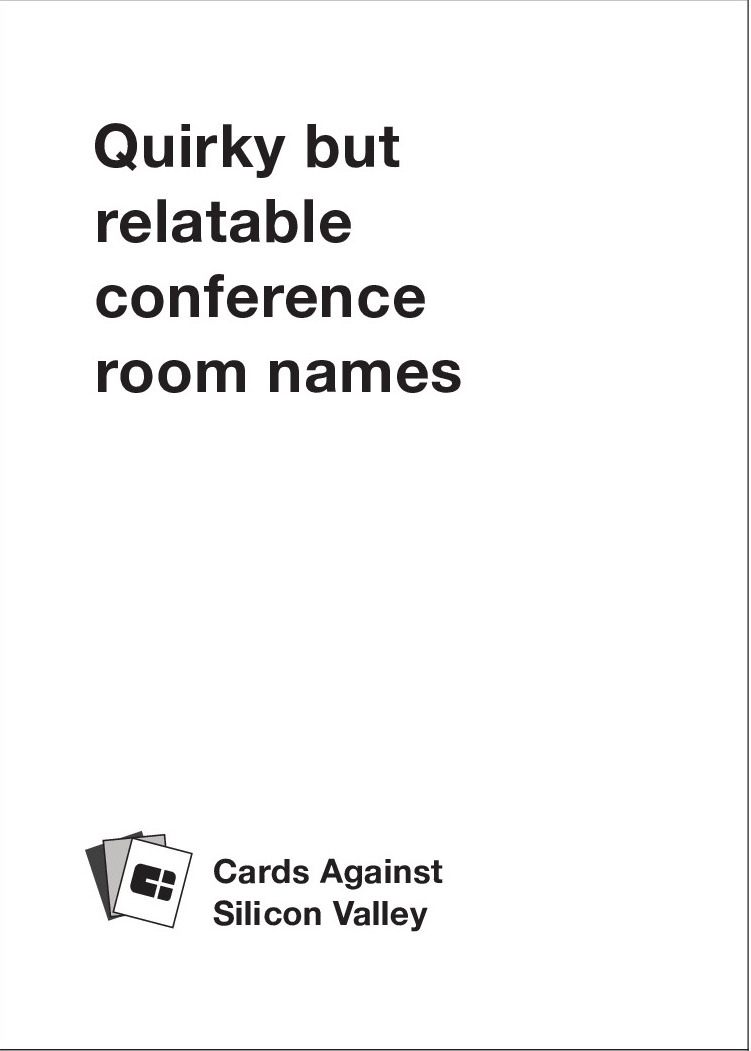 Quirky but
relatable
conference
room names
Cards Against
Silicon Valley